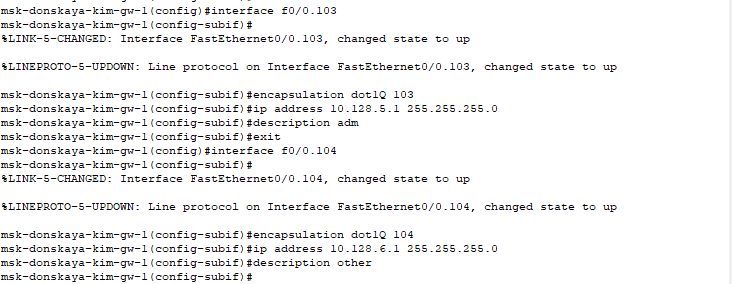 msk-donskaya-kim-gw-1(config)#interface f0/0.103
msk-donskaya-kim-gw-1(config-subif)#
%LINK-5-CHANGED: Interface FastEthernet0/0.103, changed state to up
%LINEPROTO-5-UPDOWN: Line protocol on Interface FastEthernet0/0.103, changed state to up
msk-donskaya-kim-gw-1(config-subif)#encapsulation dot1Q 103
msk-donskaya-kim-gw-1(config-subif)#ip address 10.128.5.1 255.255.255.0
msk-donskaya-kim-gw-1(config-subif)#description adm
msk-donskaya-kim-gw-1(config-subif)#exit
msk-donskaya-kim-gw-1(config)#interface f0/0.104
msk-donskaya-kim-gw-1(config-subif)#
%LINK-5-CHANGED: Interface FastEthernet0/0.104, changed state to up
%LINEPROTO-5-UPDOWN: Line protocol on Interface FastEthernet0/0.104, changed state to up
msk-donskaya-kim-gw-1(config-subif)#encapsulation dot1Q 104
msk-donskaya-kim-gw-1(config-subif)#ip address 10.128.6.1 255.255.255.0
msk-donskaya-kim-gw-1(config-subif)#description other
msk-donskaya-kim-gw-1(config-subif)#